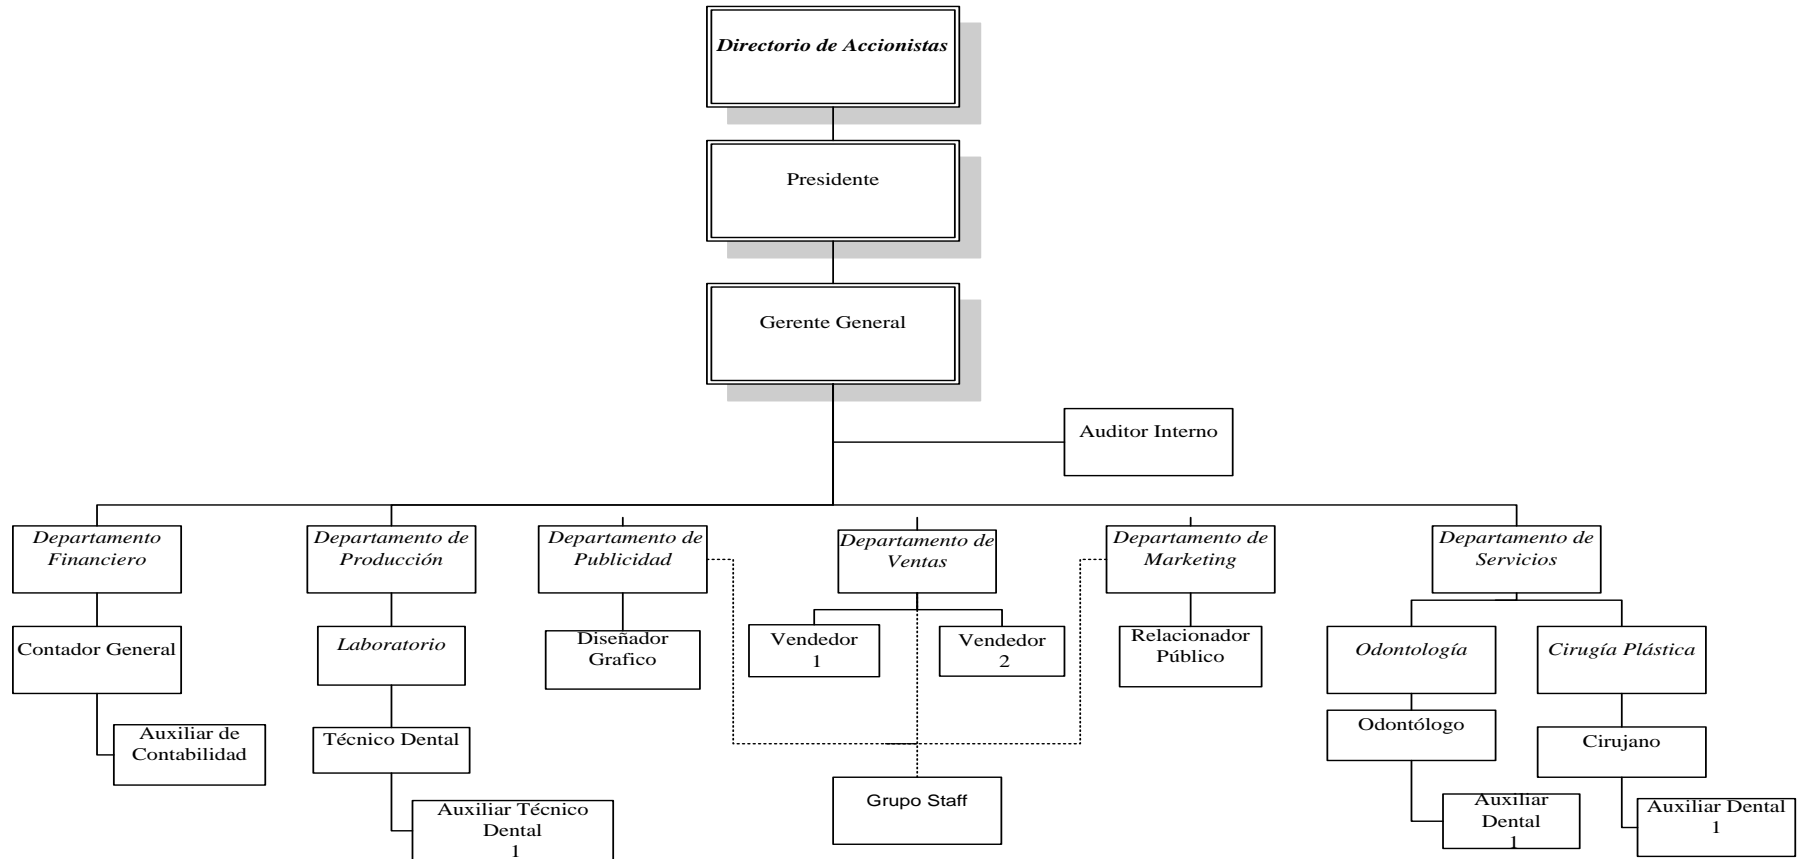 Directorio de Accionistas
Presidente
Gerente General
Auditor Interno
Departamento
Financiero
Departamento de
Producción
Departamento de
Publicidad
Departamento de
Ventas
Departamento de
Marketing
Departamento de
Servicios
Contador General
Laboratorio
Diseñador
Grafico
Vendedor
1
Vendedor
2
Relacionador
Público
Odontología
Cirugía Plástica
Auxiliar de
Contabilidad
Técnico Dental
Odontólogo
Cirujano
Grupo Staff
Auxiliar Técnico
Dental
1
Auxiliar
Dental
1
Auxiliar Dental
1